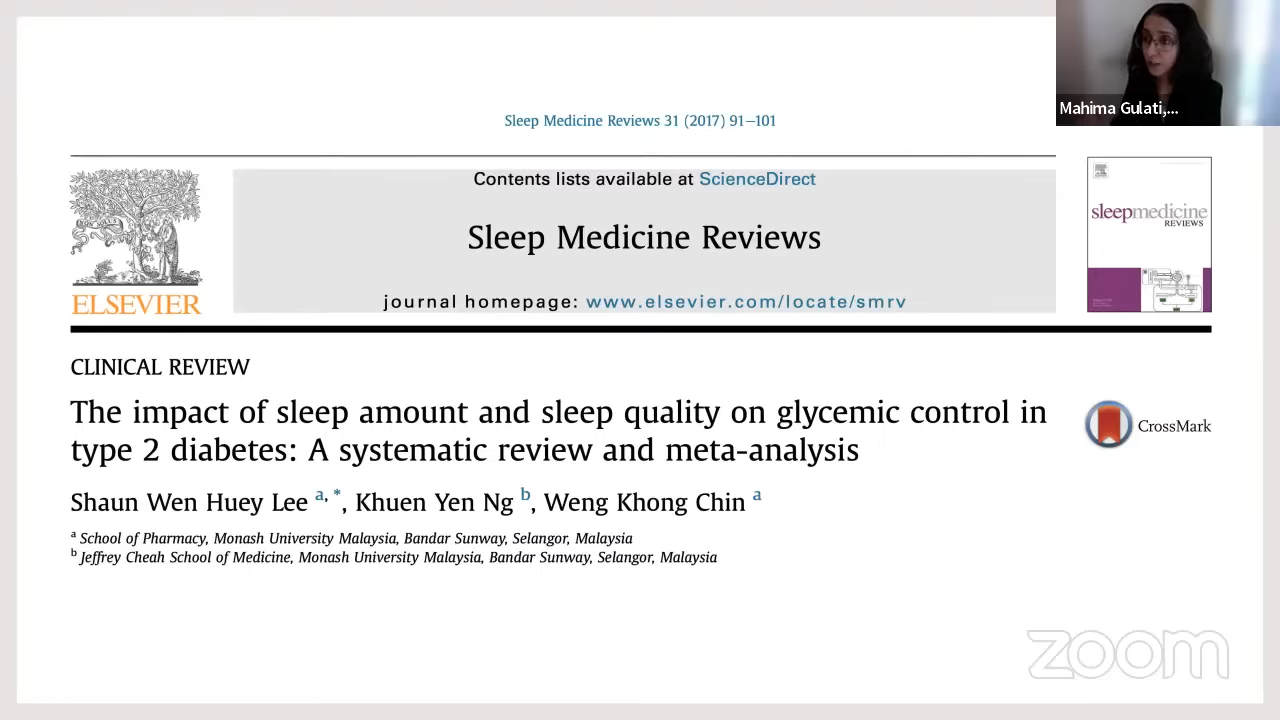 Mahima Gulati,...
Sleep Medicine Reviews 31 (2017) 91–101
Contents lists available at ScienceDirect
Sleep Medicine Reviews
journal homepage: www.elsevier.com/locate/smrv
ELSEVIER
sleepmedicine
REVIEWS
CLINICAL REVIEW
The impact of sleep amount and sleep quality on glycemic control in
type 2 diabetes: A systematic review and meta-analysis
CrossMark
Shaun Wen Huey Lee a, *, Khuen Yen Ng b, Weng Khong Chin a
a School of Pharmacy, Monash University Malaysia, Bandar Sunway, Selangor, Malaysia
b Jeffrey Cheah School of Medicine, Monash University Malaysia, Bandar Sunway, Selangor, Malaysia
zoom